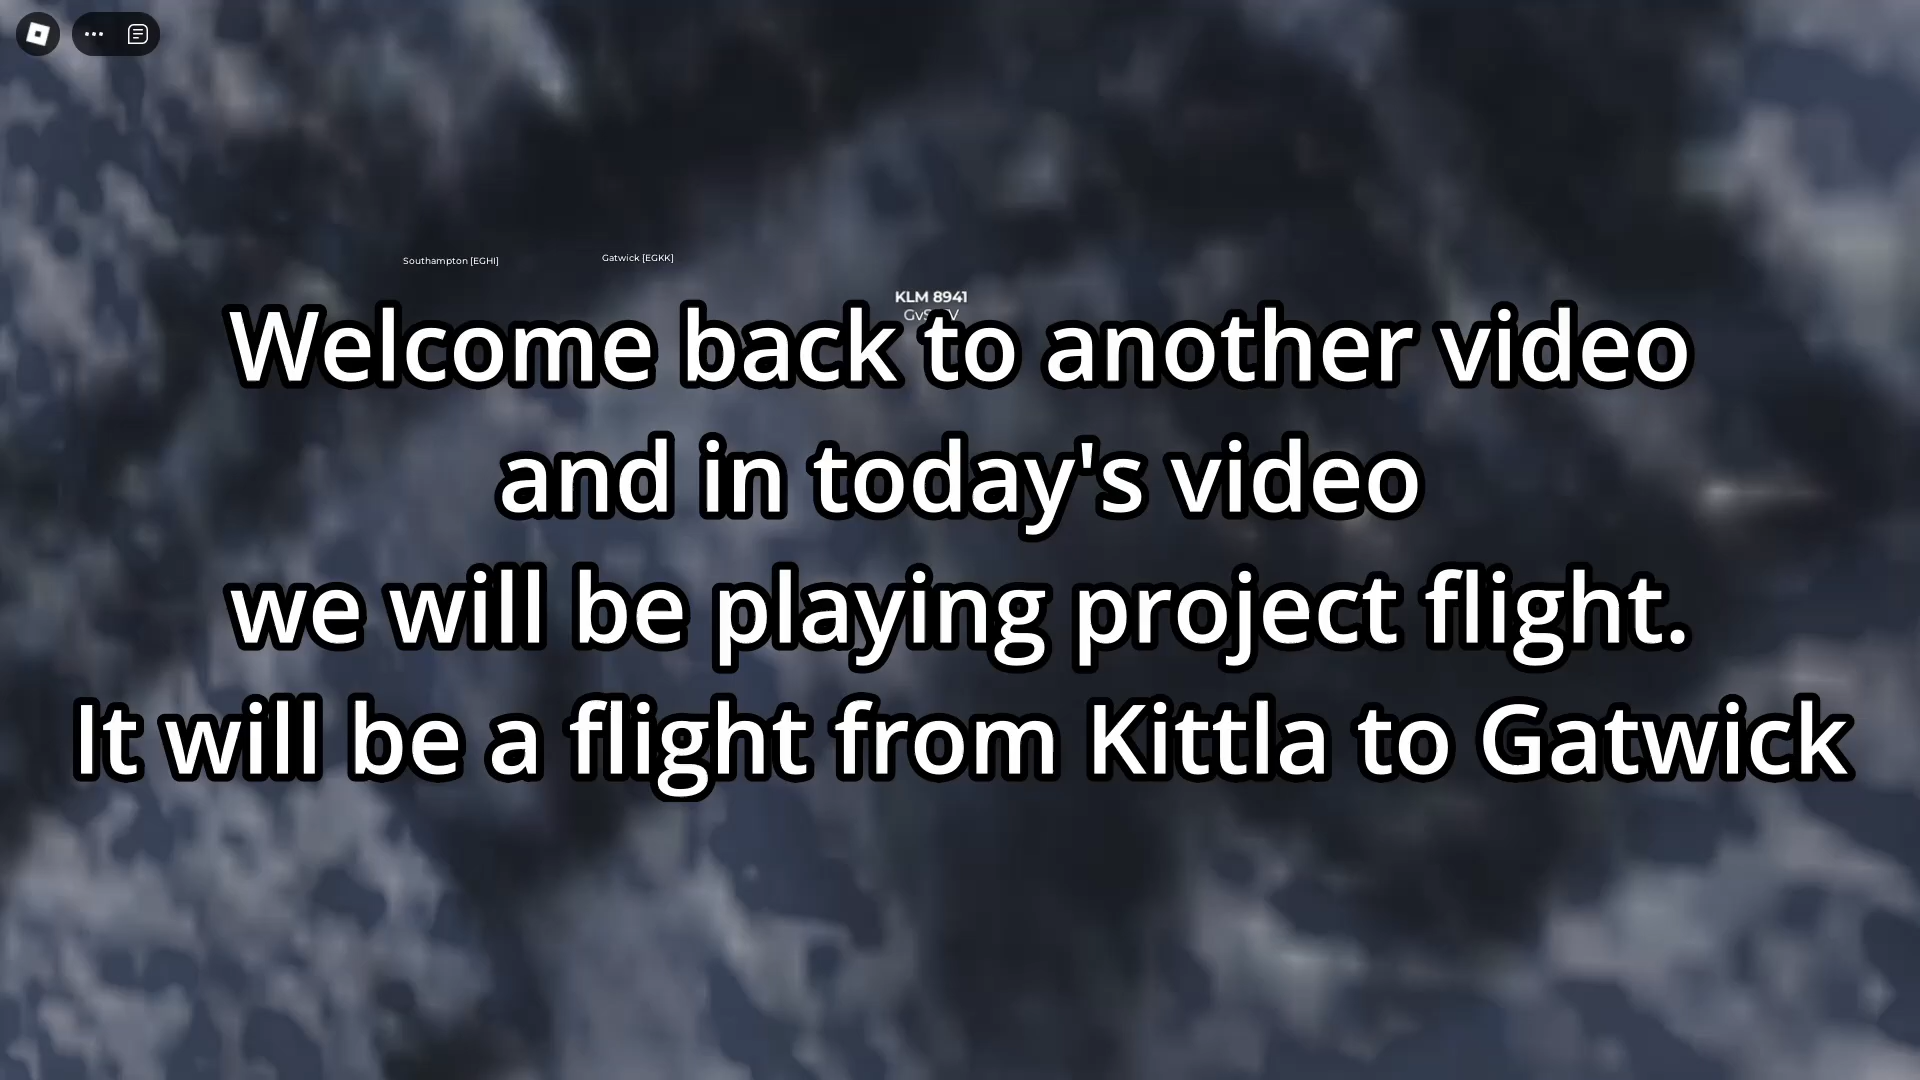 Southampton [EGHI]
Gatwick [EGKK]
KLM 8941
Welcome back to another video
and in today's video
we will be playing project flight.
It will be a flight from Kittla to Gatwick